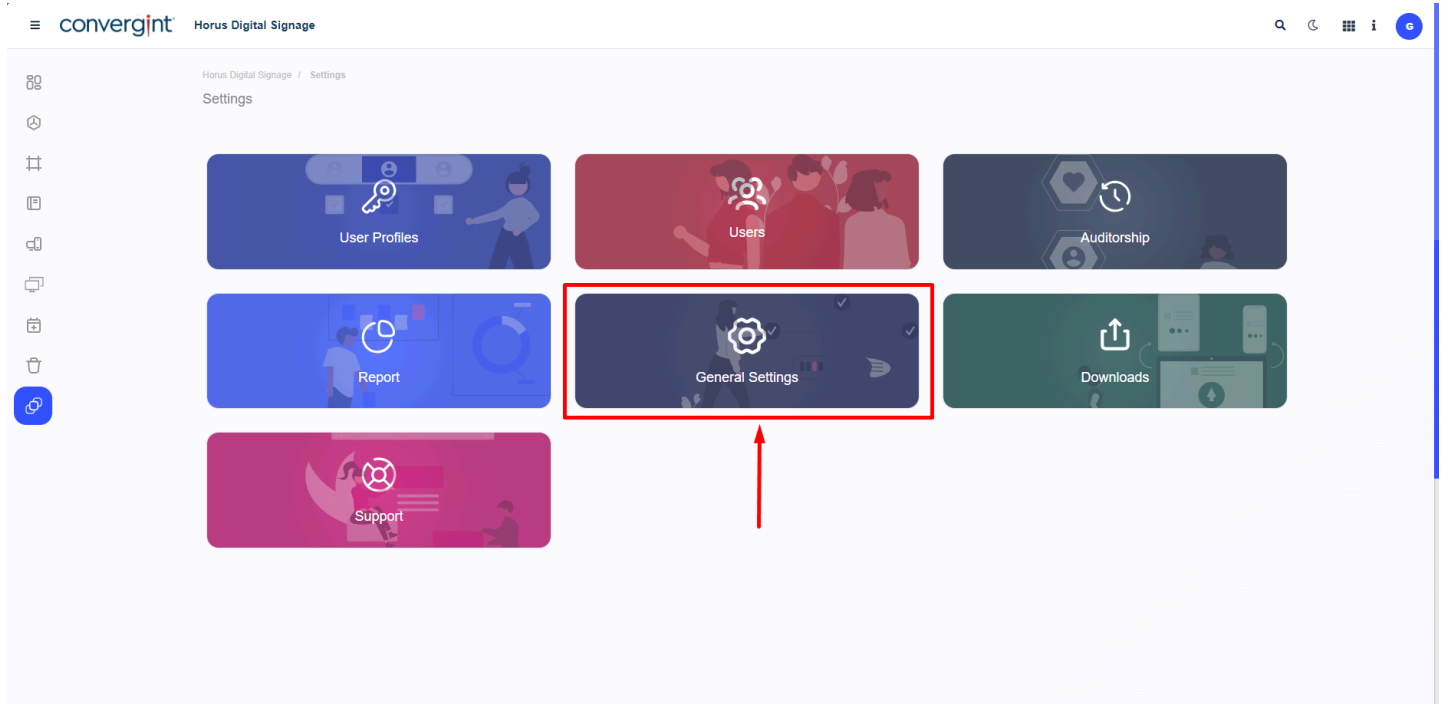 convergint Horus Digital Signage
i G
Horus Digital Signage / Settings
Settings
User Profiles
Users
Auditorship
Report
General Settings
Downloads
Support